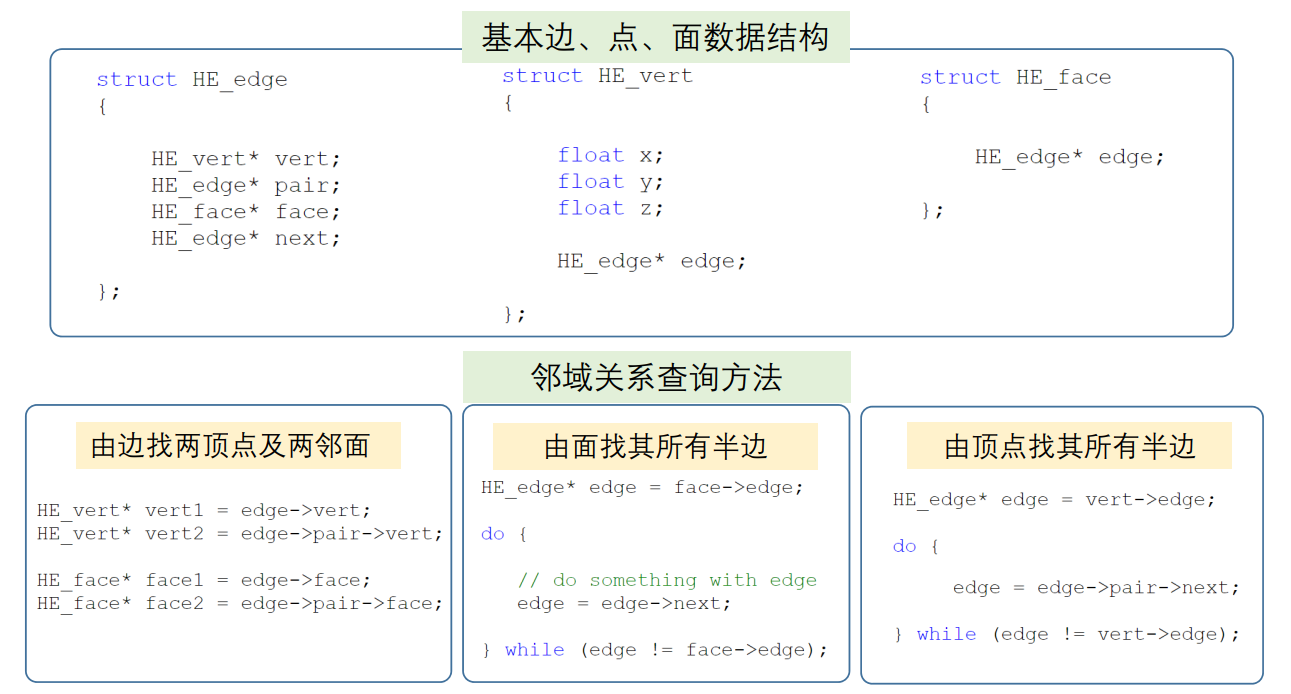 基本边、点、面数据结构
struct HE_edge
{
HE_vert* vert;
HE_edge* pair;
HE_face* face;
HE_edge* next;
};
struct HE_vert
{
float x;
float y;
float z;
HE_edge* edge;
};
struct HE_face
{
HE_edge* edge;
};
邻域关系查询方法
由边找两顶点及两邻面
HE_vert* vert1 = edge->vert;
HE_vert* vert2 = edge->pair->vert;
HE_face* face1 = edge->face;
HE_face* face2 = edge->pair->face;
由面找其所有半边
HE_edge* edge = face->edge;
do {
// do something with edge
edge = edge->next;
} while (edge != face->edge);
由顶点找其所有半边
HE_edge* edge = vert->edge;
do {
edge = edge->pair->next;
} while (edge != vert->edge);